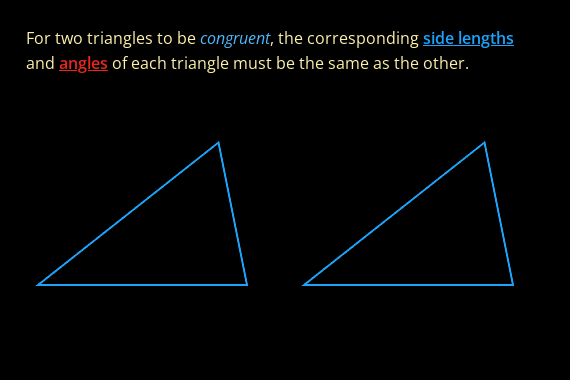 For two triangles to be congruent, the corresponding side lengths
and angles of each triangle must be the same as the other.